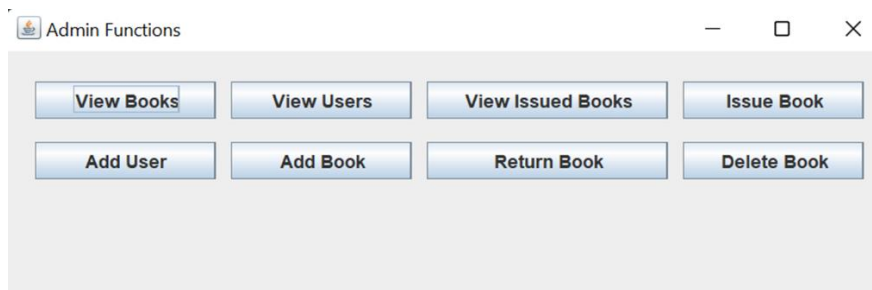 Admin Functions
View Books View Users View Issued Books Issue Book
Add User Add Book Return Book Delete Book